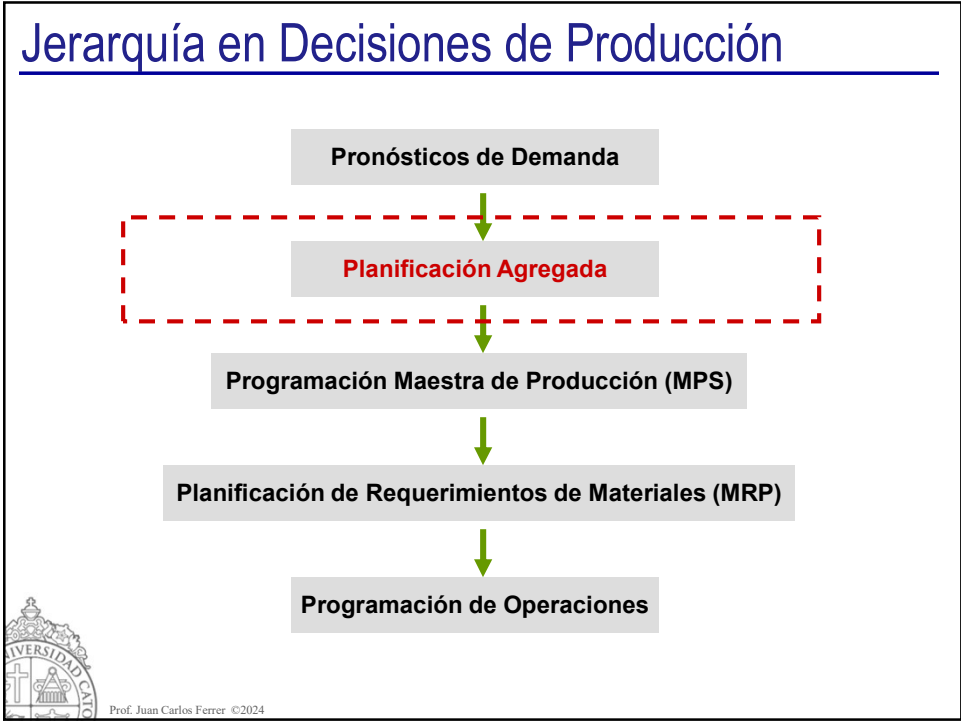 Jerarquía en Decisiones de Producción
Pronósticos de Demanda
Planificación Agregada
Programación Maestra de Producción (MPS)
Planificación de Requerimientos de Materiales (MRP)
Programación de Operaciones
Prof. Juan Carlos Ferrer ©2024